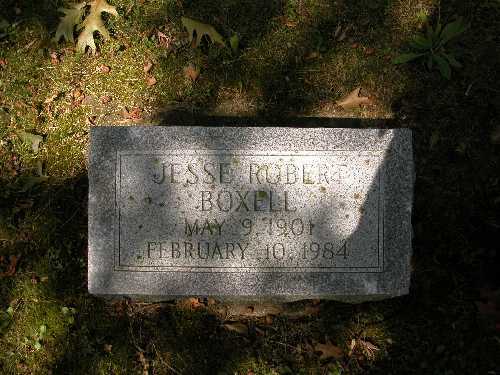 JESSE ROBERT
BOXELL
MAY 9, 1901
FEBRUARY 10, 1984